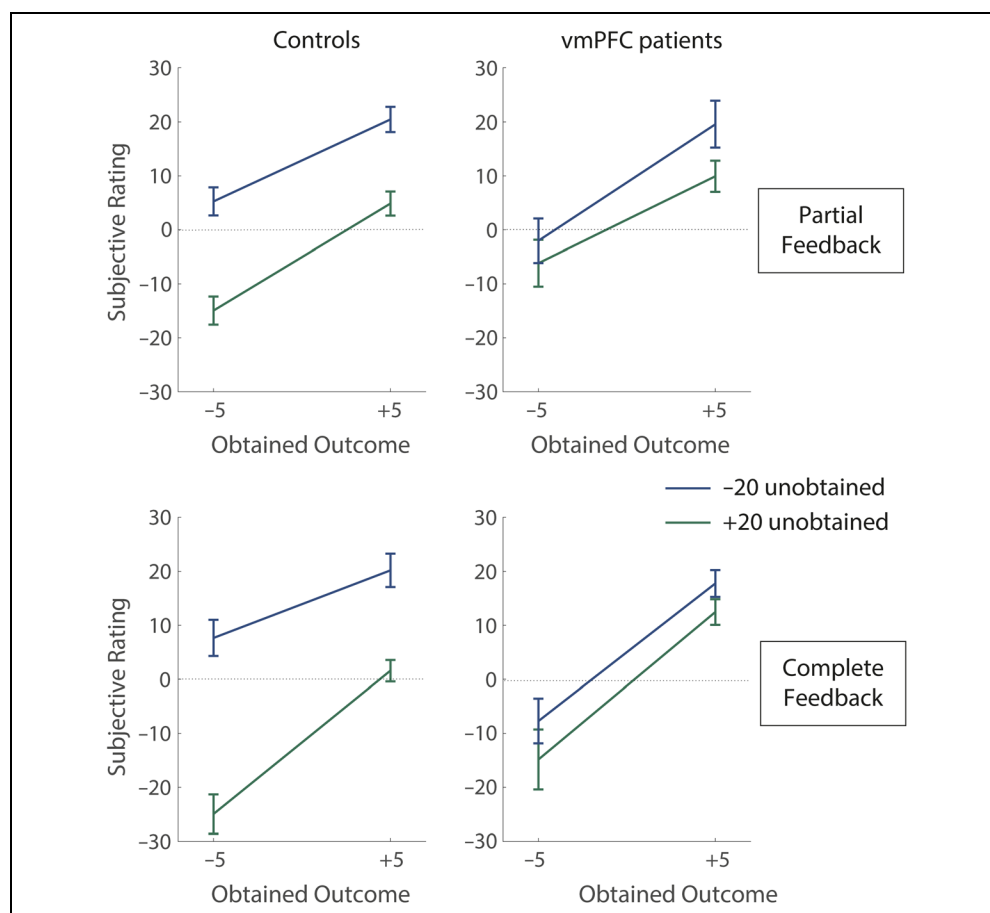 Controls
vmPFC patients
30
20
10
0
–10
–20
–30
Subjective Rating
–5
+5
Obtained Outcome
30
20
10
0
–10
–20
–30
–5
+5
Obtained Outcome
Partial
Feedback
–20 unobtained
+20 unobtained
30
20
10
0
–10
–20
–30
Subjective Rating
–5
+5
Obtained Outcome
30
20
10
0
–10
–20
–30
–5
+5
Obtained Outcome
Complete
Feedback